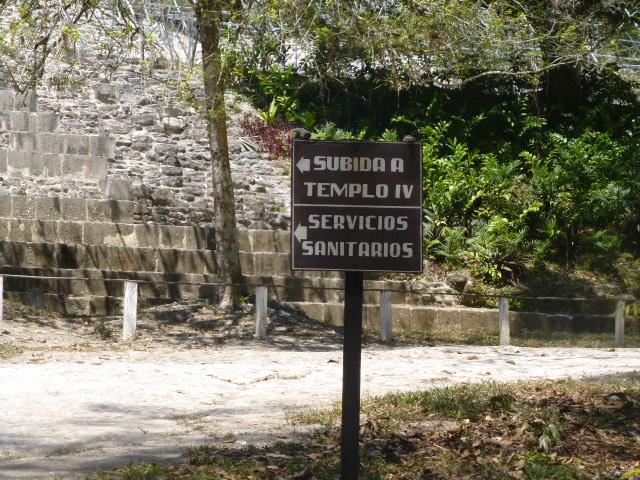 SUBIDA A
TEMPLO IV
SERVICIOS
SANITARIOS